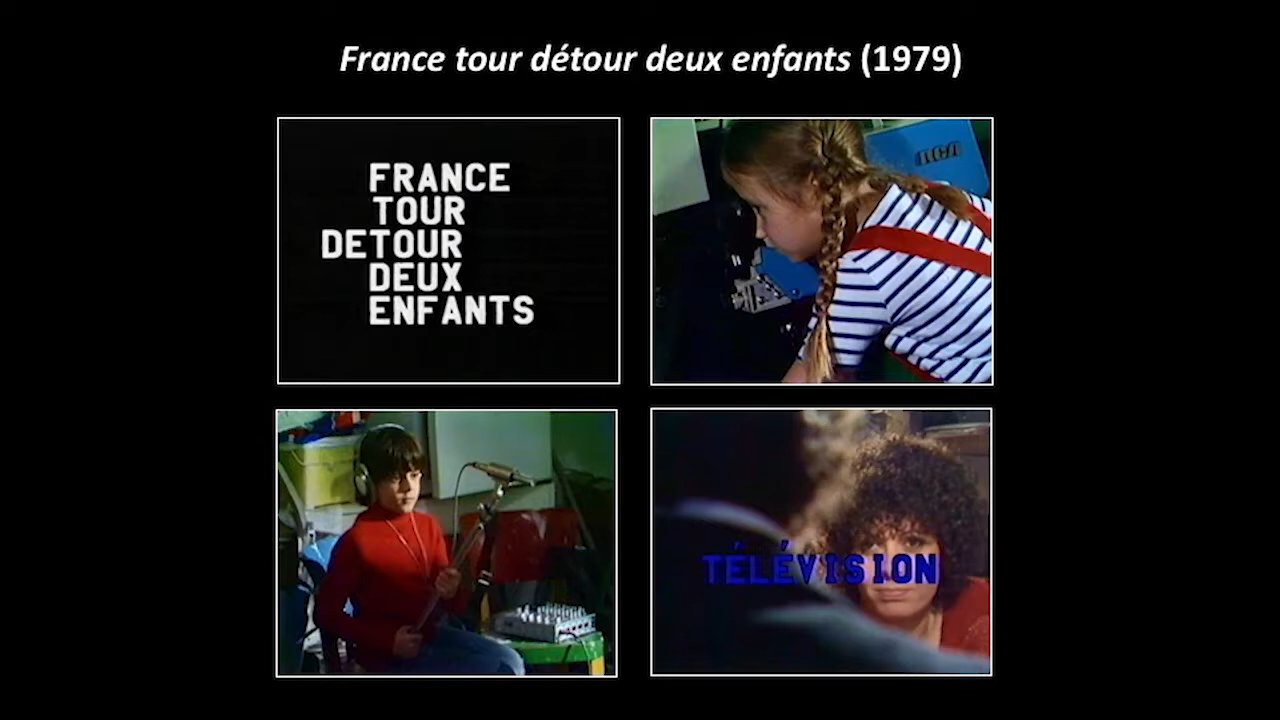 France tour détour deux enfants (1979)
FRANCE
TOUR
DETOUR
DEUX
ENFANTS
RCA
TÉLÉVISION